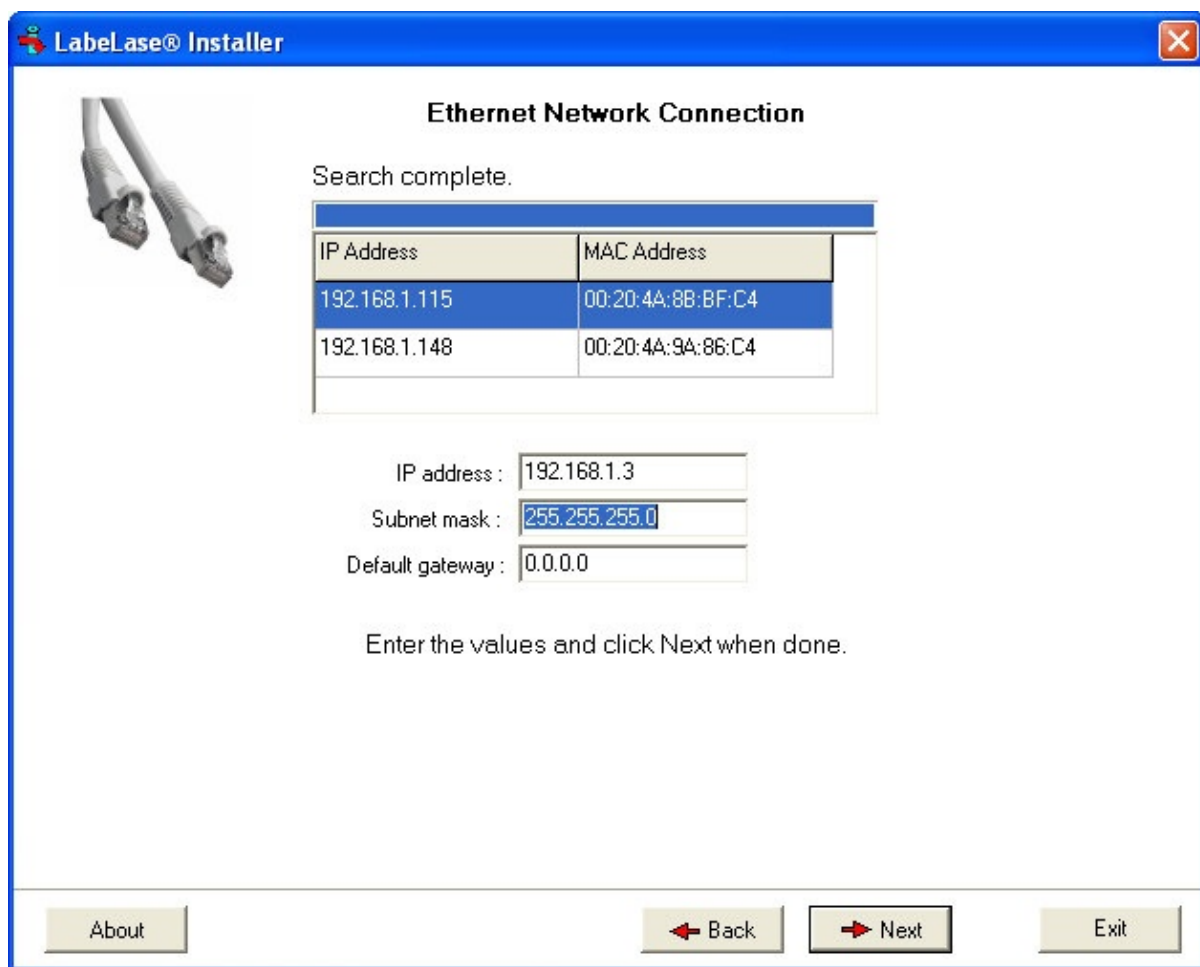 LabeLase® Installer
Ethernet Network Connection
Search complete.
IP Address MAC Address
192.168.1.115 00:20:4A:8B:BF:C4
192.168.1.148 00:20:4A:9A:86:C4
IP address : 192.168.1.3
Subnet mask : 255.255.255.0
Default gateway : 0.0.0.0
Enter the values and click Next when done.
About Back Next Exit